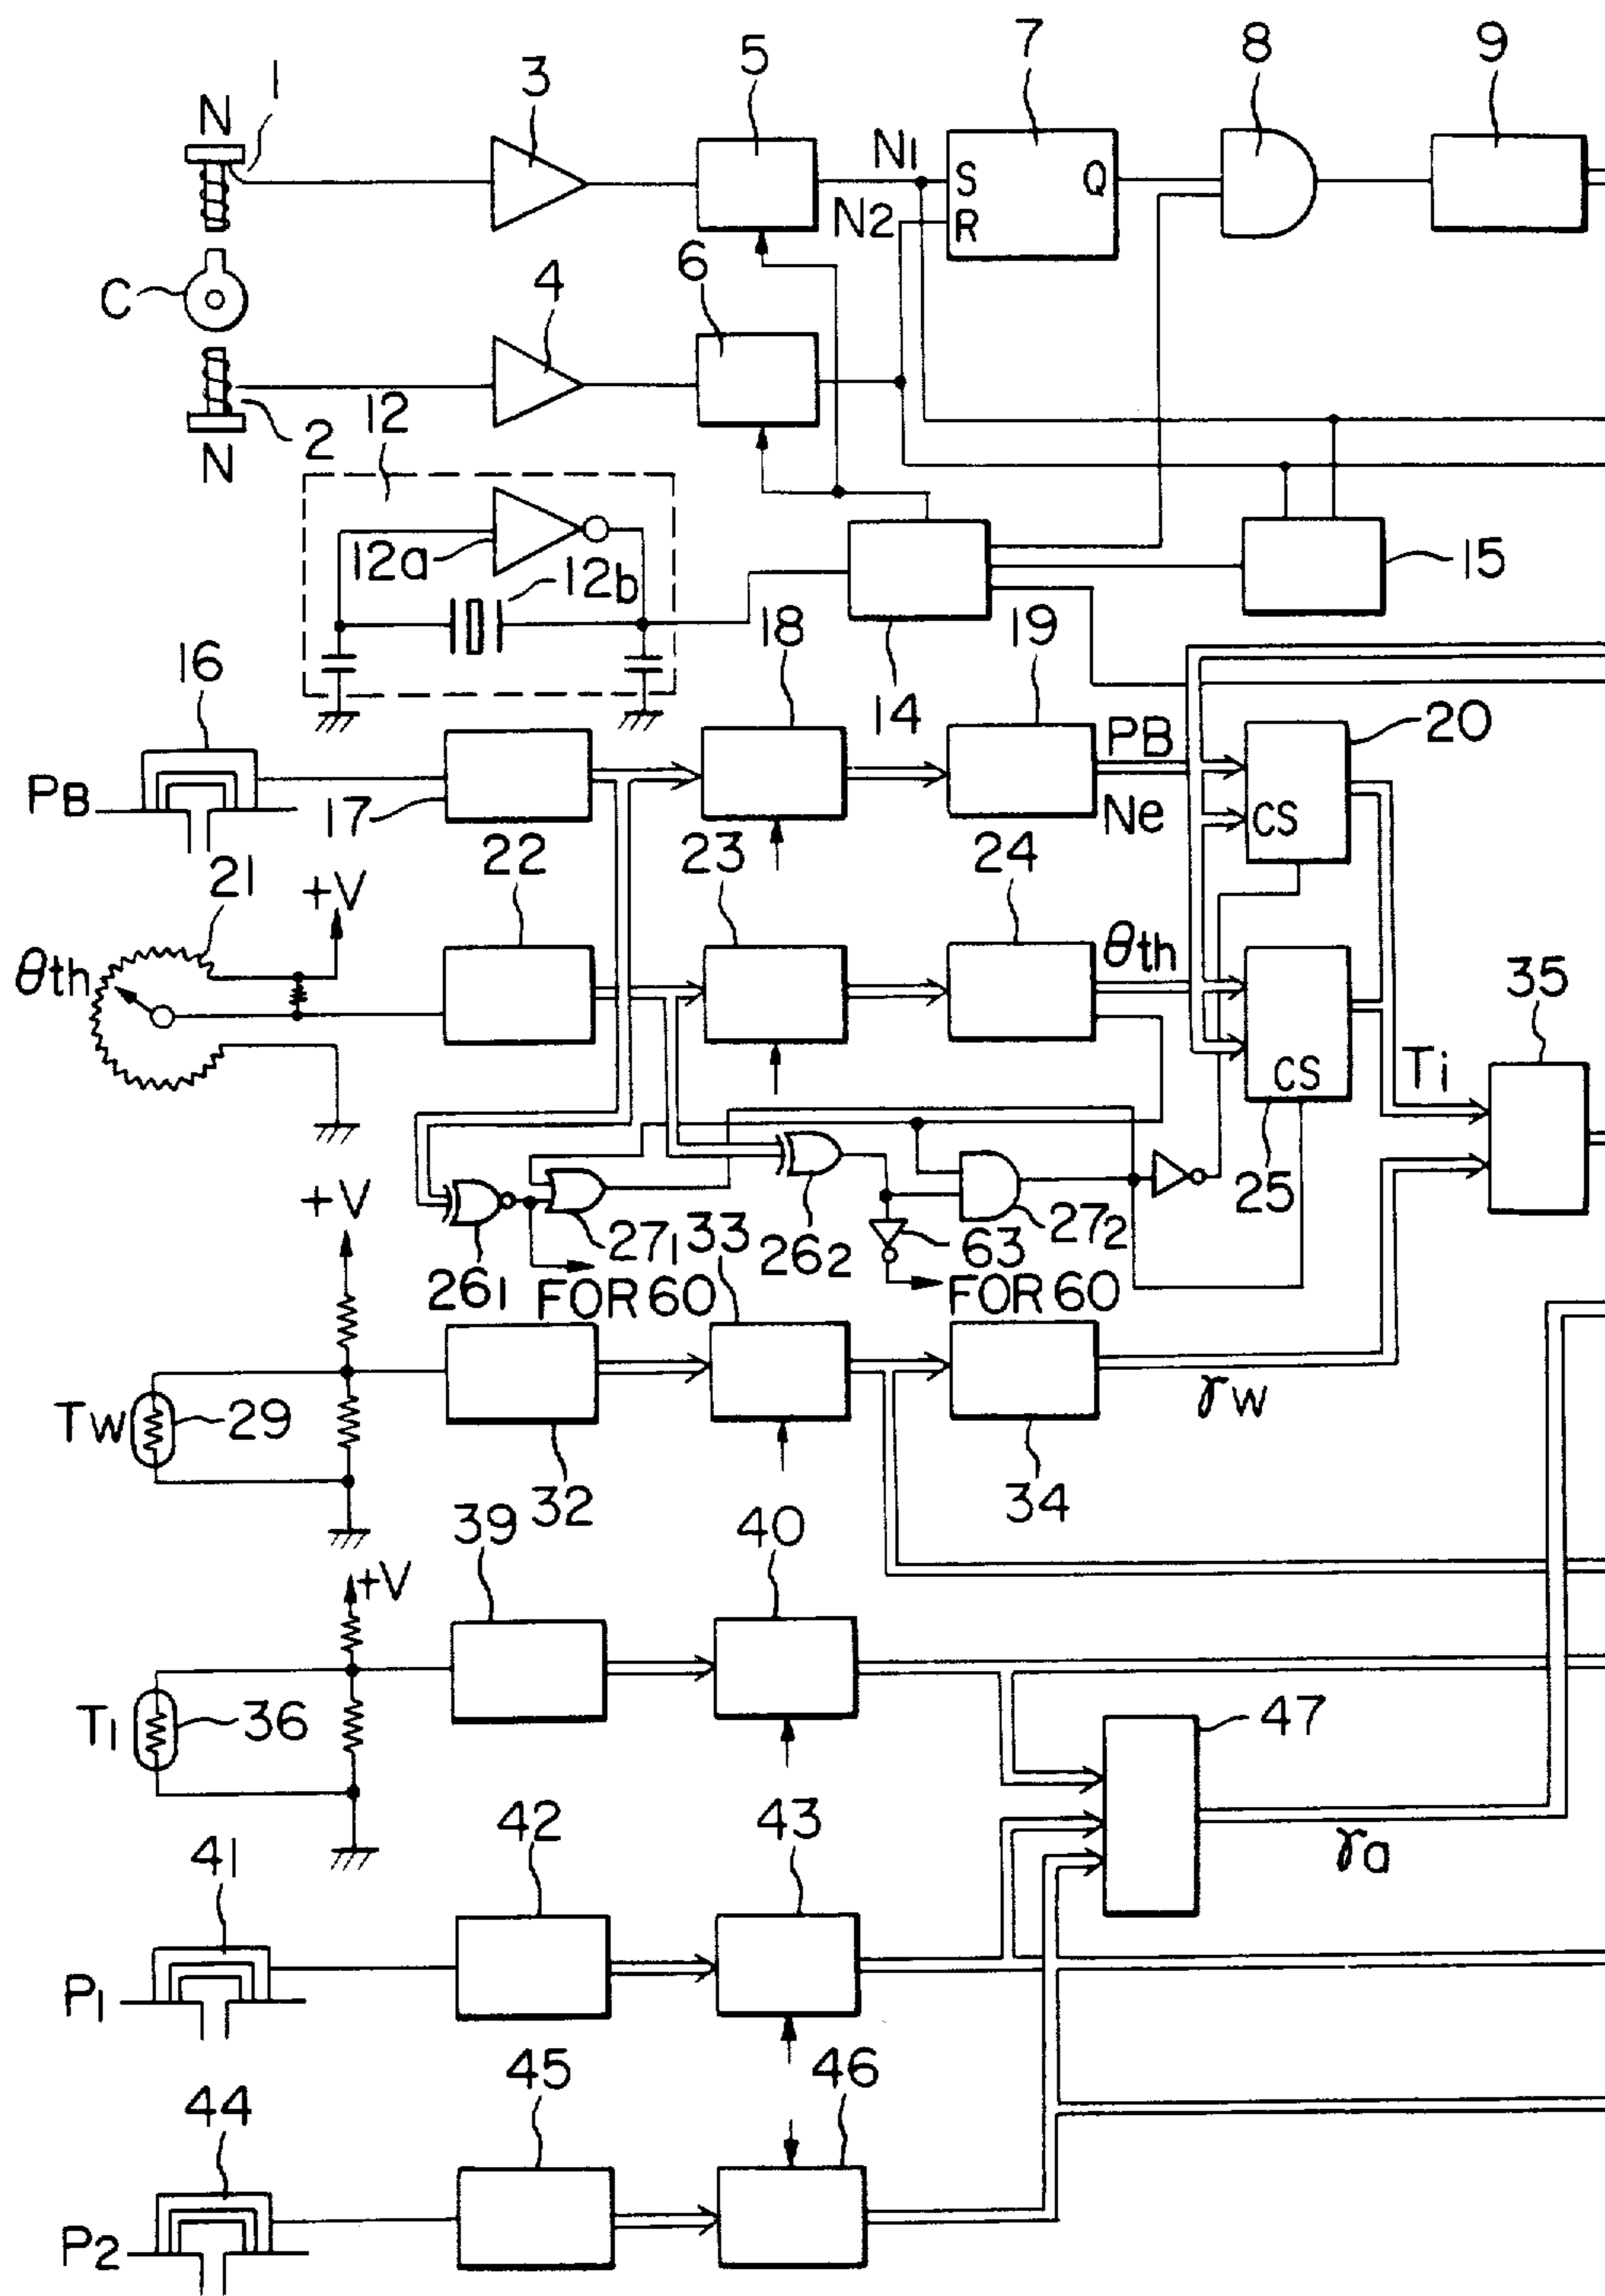 7
8
9
5
3
1
N
N1
S
Q
N2
R
6
4
C
2
N
12
12a
12b
15
18
19
16
14
20
PB
PB
17
Ne
CS
22
23
24
21
+V
θth
θth
35
Ti
CS
25
+V
33
27₁
26₂
63
27₂
26₁
FOR 60
FOR 60
γw
TW
29
32
34
39
40
+V
T1
36
47
42
43
41
γa
P1
45
46
44
P2